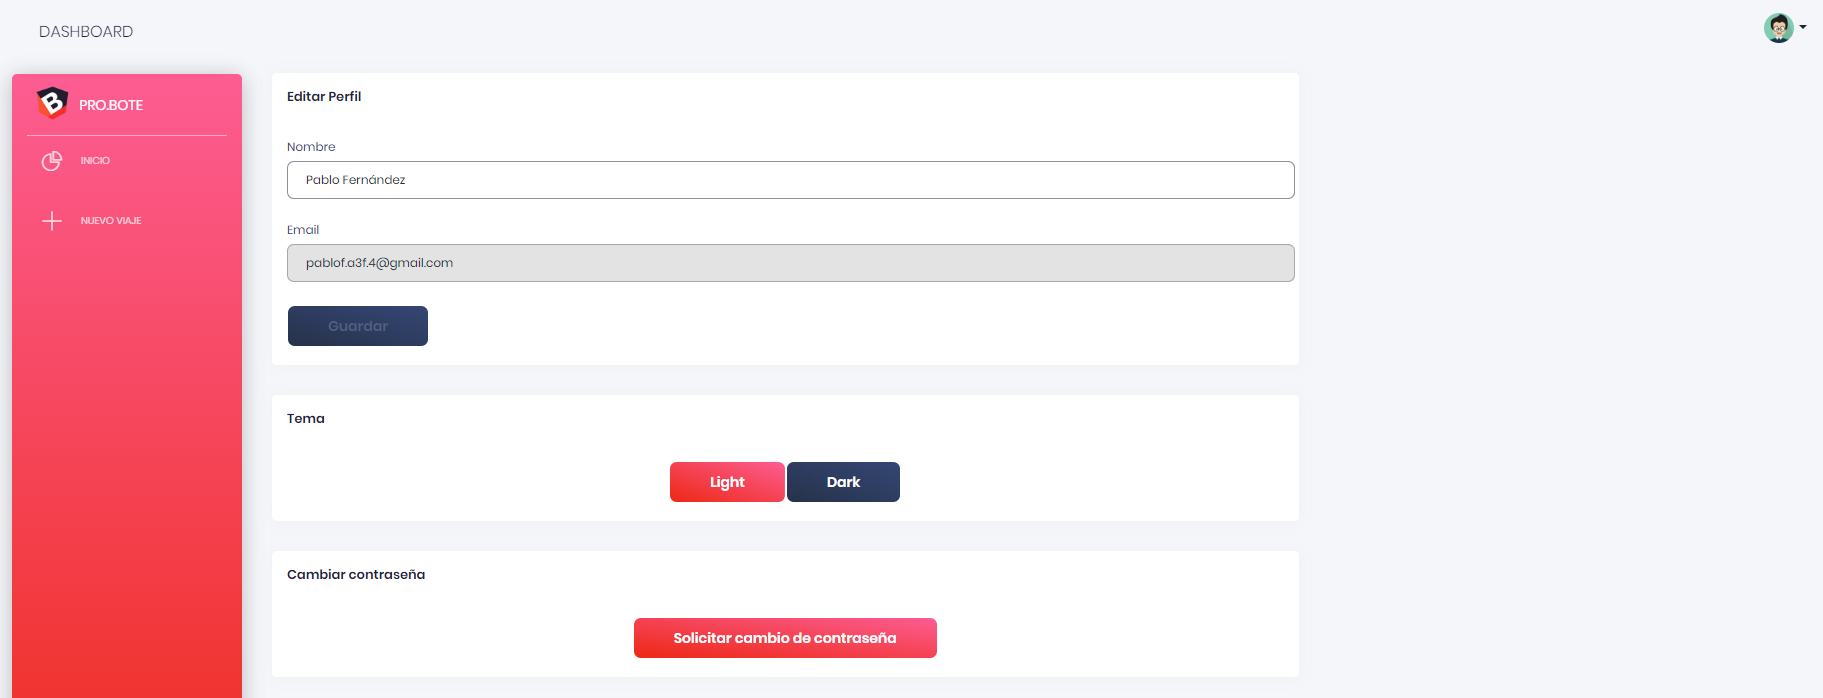 DASHBOARD
PRO.BOTE
INICIO
NUEVO VIAJE
Editar Perfil
Nombre
Pablo Fernández
Email
pablof.a3f.4@gmail.com
Guardar
Tema
Light
Dark
Cambiar contraseña
Solicitar cambio de contraseña